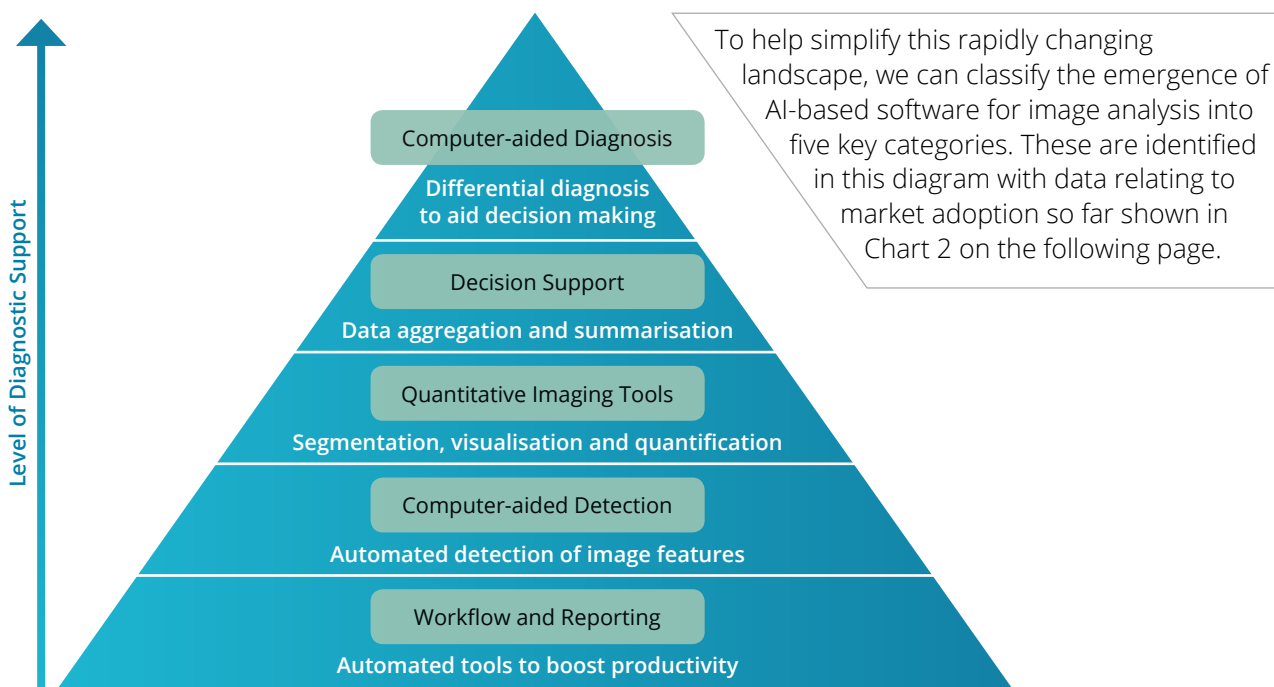 Level of Diagnostic Support
To help simplify this rapidly changing
landscape, we can classify the emergence of
AI-based software for image analysis into
five key categories. These are identified
in this diagram with data relating to
market adoption so far shown in
Chart 2 on the following page.
Computer-aided Diagnosis
Differential diagnosis
to aid decision making
Decision Support
Data aggregation and summarisation
Quantitative Imaging Tools
Segmentation, visualisation and quantification
Computer-aided Detection
Automated detection of image features
Workflow and Reporting
Automated tools to boost productivity